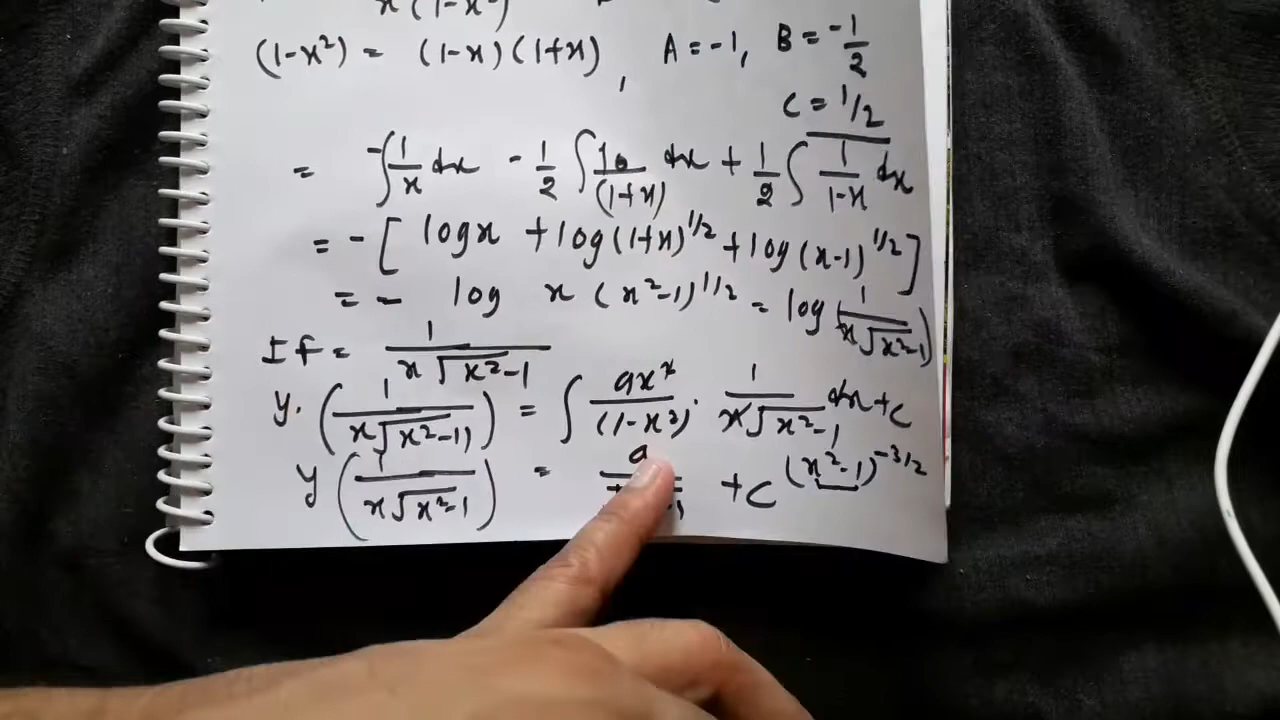 x(1-x²)
(1-x²) = (1-x)(1+x), A = -1, B = -1/2
C = 1/2
= -∫ 1/x dx - 1/2 ∫ 1/(1+x) dx + 1/2 ∫ 1/(1-x) dx
= - [ log x + log(1+x)^1/2 + log(x-1)^1/2 ]
= - log x (x²-1)^1/2 = log (1/(x√x²-1))
If = 1/(x√x²-1)
y. (1/(x√x²-1)) = ∫ ax^x/(1-x²) · 1/(x√x²-1) dx + c
y (1/(x√x²-1)) = a + c (x²-1)^-3/2